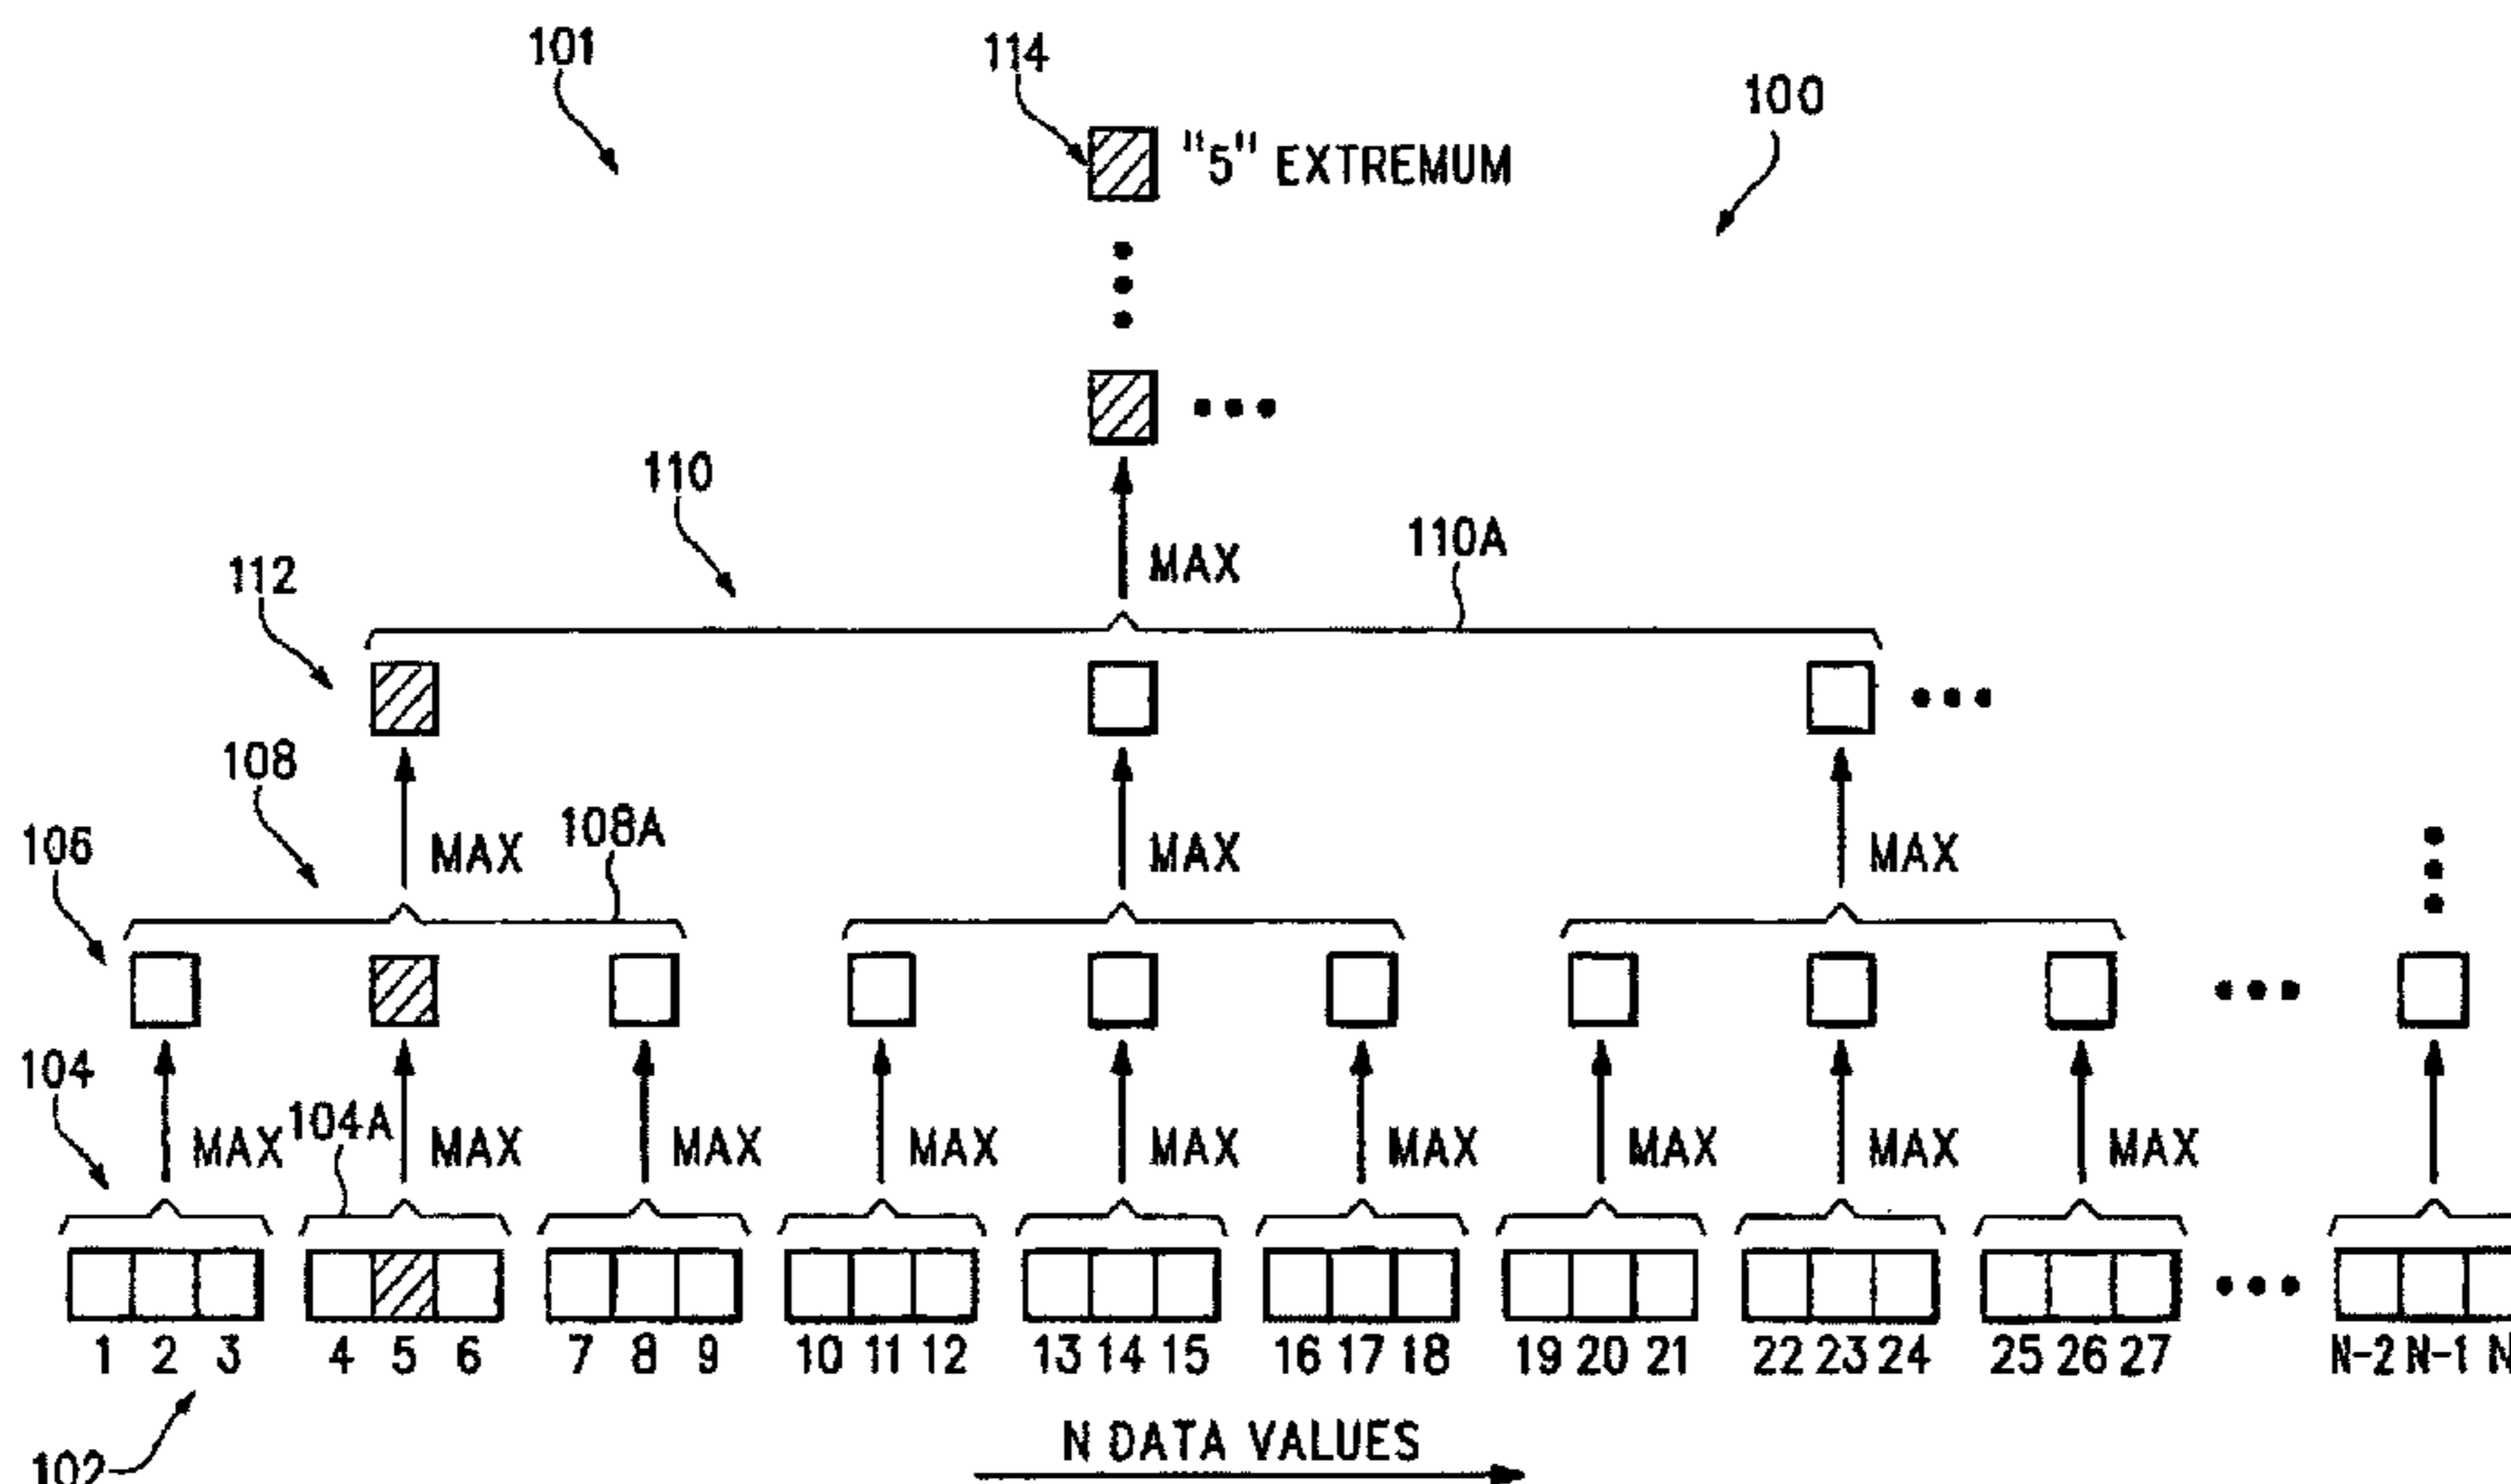 101
114
100
"5" EXTREMUM
110
110A
MAX
112
108
108A
MAX MAX MAX
106
104
104A
MAX MAX MAX MAX MAX MAX MAX MAX MAX
1 2 3 4 5 6 7 8 9 10 11 12 13 14 15 16 17 18 19 20 21 22 23 24 25 26 27 N-2 N-1 N
102
N DATA VALUES